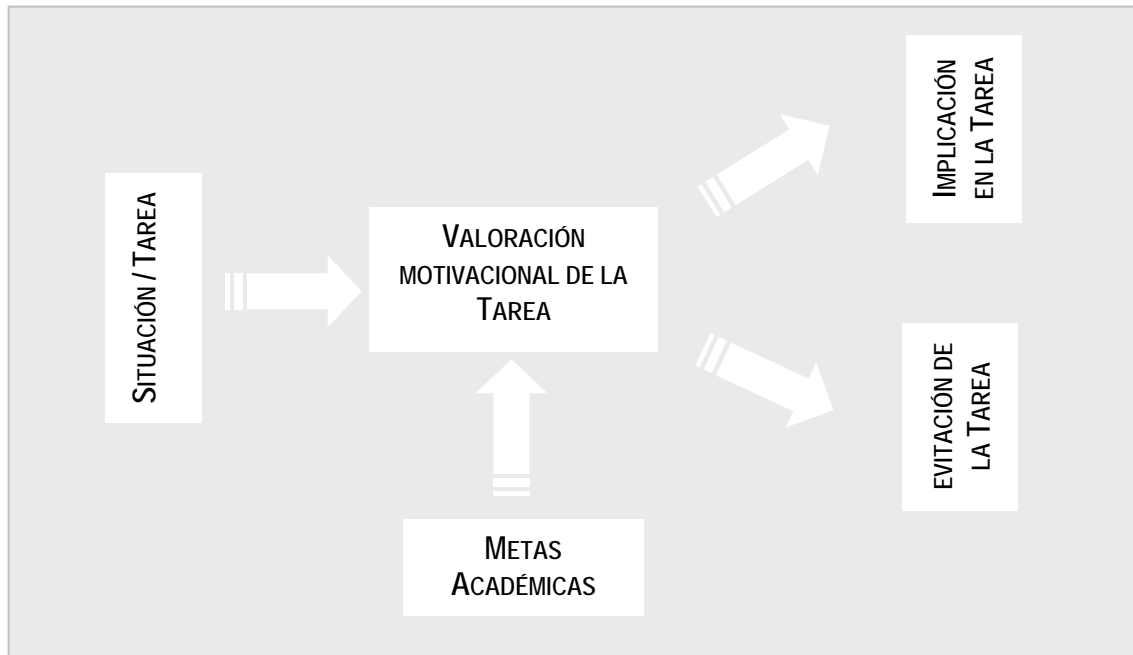 SITUACIÓN / TAREA
VALORACIÓN
MOTIVACIONAL DE LA
TAREA
METAS
ACADÉMICAS
IMPLICACIÓN
EN LA TAREA
EVITACIÓN DE
LA TAREA